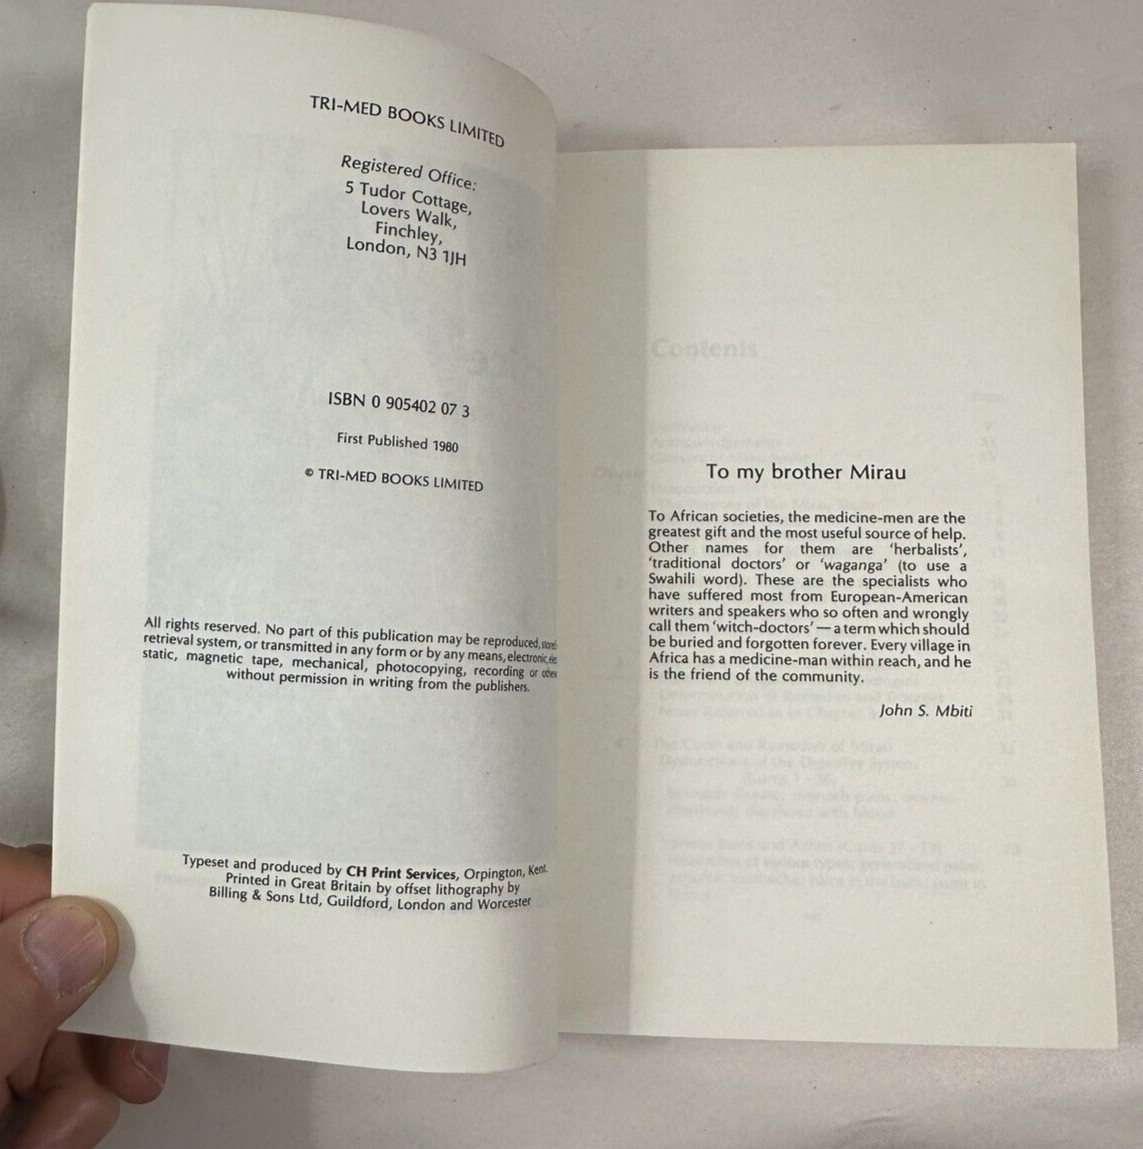 TRI-MED BOOKS LIMITED
Registered Office:
5 Tudor Cottage,
Lovers Walk,
Finchley,
London, N3 1JH
ISBN 0 905402 07 3
First Published 1980
© TRI-MED BOOKS LIMITED
All rights reserved. No part of this publication may be reproduced,
retrieval system, or transmitted in any form or by any means, electronic,
static, magnetic tape, mechanical, photocopying, recording or
without permission in writing from the publishers.
Typeset and produced by CH Print Services, Orpington, Kent.
Printed in Great Britain by offset lithography by
Billing & Sons Ltd, Guildford, London and Worcester
To my brother Mirau
To African societies, the medicine-men are the
greatest gift and the most useful source of help.
Other names for them are 'herbalists',
'traditional doctors' or 'waganga' (to use a
Swahili word). These are the specialists who
have suffered most from European-American
writers and speakers who so often and wrongly
call them 'witch-doctors' — a term which should
be buried and forgotten forever. Every village in
Africa has a medicine-man within reach, and he
is the friend of the community.
John S. Mbiti
Contents